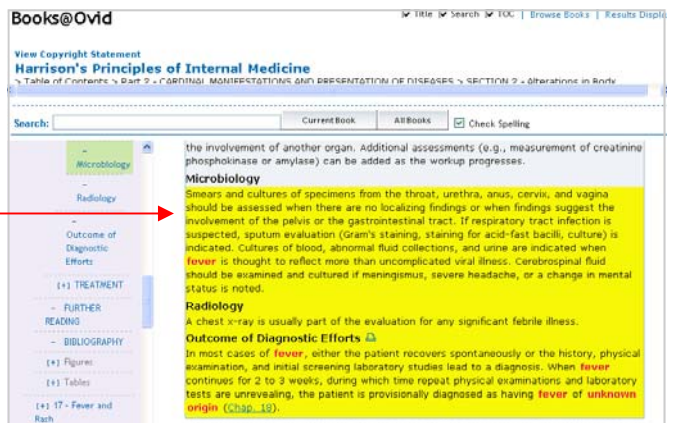 Books@Ovid
Title Search TOC | Browse Books | Results Displ
View Copyright Statement
Harrison's Principles of Internal Medicine
> Table of Contents > Part 2 - CARDINAL MANIFESTATIONS AND PRESENTATION OF DISEASES > SECTION 2 - Alterations in Body
Search:
Current Book
All Books
Check Spelling
-
Microbiology
-
Radiology
-
Outcome of
Diagnostic
Efforts
[+] TREATMENT
- FURTHER
READING
- BIBLIOGRAPHY
[+] Figures
[+] Tables
[+] 17 - Fever and
Rash
the involvement of another organ. Additional assessments (e.g., measurement of creatinine
phosphokinase or amylase) can be added as the workup progresses.
Microbiology
Smears and cultures of specimens from the throat, urethra, anus, cervix, and vagina
should be assessed when there are no localizing findings or when findings suggest the
involvement of the pelvis or the gastrointestinal tract. If respiratory tract infection is
suspected, sputum evaluation (Gram's staining, staining for acid-fast bacilli, culture) is
indicated. Cultures of blood, abnormal fluid collections, and urine are indicated when
fever is thought to reflect more than uncomplicated viral illness. Cerebrospinal fluid
should be examined and cultured if meningismus, severe headache, or a change in mental
status is noted.
Radiology
A chest x-ray is usually part of the evaluation for any significant febrile illness.
Outcome of Diagnostic Efforts
In most cases of fever, either the patient recovers spontaneously or the history, physical
examination, and initial screening laboratory studies lead to a diagnosis. When fever
continues for 2 to 3 weeks, during which time repeat physical examinations and laboratory
tests are unrevealing, the patient is provisionally diagnosed as having fever of unknown
origin (Chap. 18).